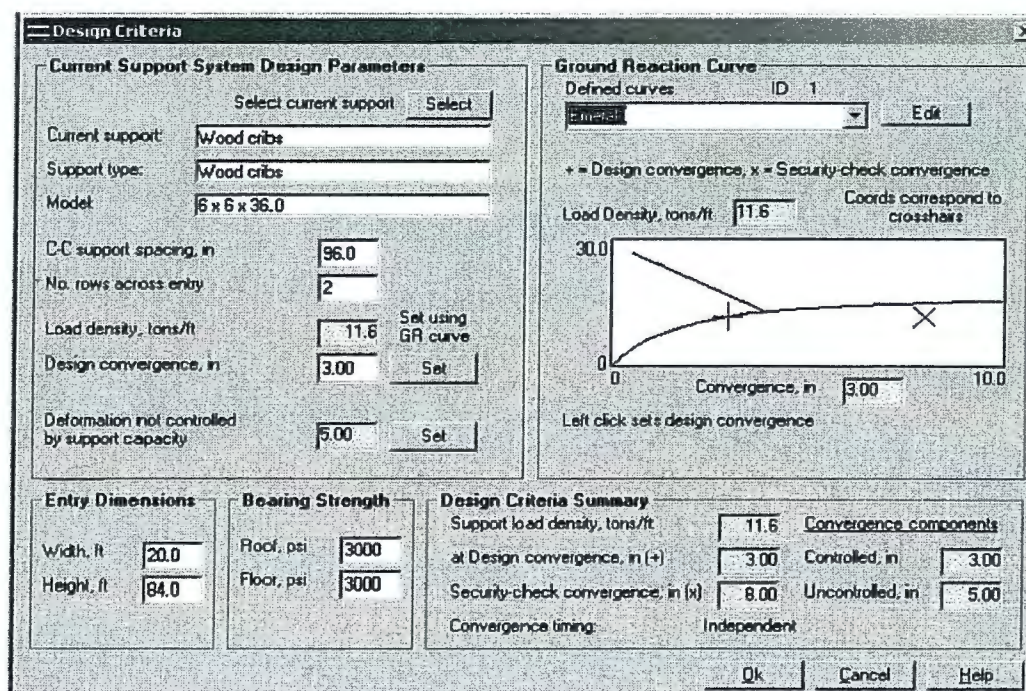 Design Criteria
Current Support System Design Parameters
Select current support Select
Current support: Wood cribs
Support type: Wood cribs
Model: 6 x 6 x 36.0
C-C support spacing, in 96.0
No. rows across entry 2
Load density, tons/ft 11.6 Set using GR curve
Design convergence, in 3.00 Set
Deformation not controlled
by support capacity 5.00 Set
Ground Reaction Curve
Defined curves ID 1
Emerald Edit
+ = Design convergence, x = Security-check convergence
Load Density, tons/ft 11.6 Coords correspond to crosshairs
30.0
0
0 10.0
Convergence, in 3.00
Left click sets design convergence
Entry Dimensions
Width, ft 20.0
Height, ft 84.0
Bearing Strength
Roof, psi 3000
Floor, psi 3000
Design Criteria Summary
Support load density, tons/ft 11.6 Convergence components
at Design convergence, in (+) 3.00 Controlled, in 3.00
Security-check convergence, in (x) 8.00 Uncontrolled, in 5.00
Convergence timing: Independent
Ok Cancel Help